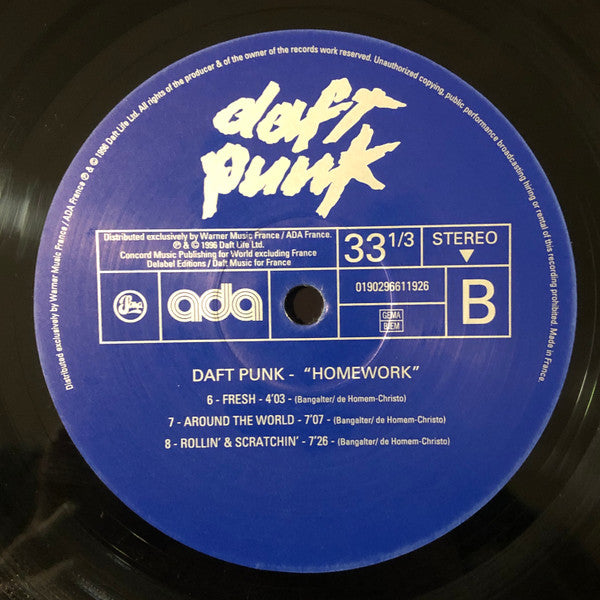 Distributed exclusively by Warner Music France / ADA France ℗ & © 1996 Daft Life Ltd. All rights of the producer & of the owner of the records work reserved. Unauthorized copying, public performance broadcasting hiring or rental of this recording prohibited. Made in France.
daft
punk
Distributed exclusively by Warner Music France / ADA France.
℗ & © 1996 Daft Life Ltd.
Concord Music Publishing for World excluding France
Delabel Editions / Daft Music for France
33 1/3
STEREO
ada
0190296611926
GEMA
BIEM
B
DAFT PUNK - “HOMEWORK”
6 - FRESH - 4'03 - (Bangalter/ de Homem-Christo)
7 - AROUND THE WORLD - 7'07 - (Bangalter/ de Homem-Christo)
8 - ROLLIN' & SCRATCHIN' - 7'26 - (Bangalter/ de Homem-Christo)